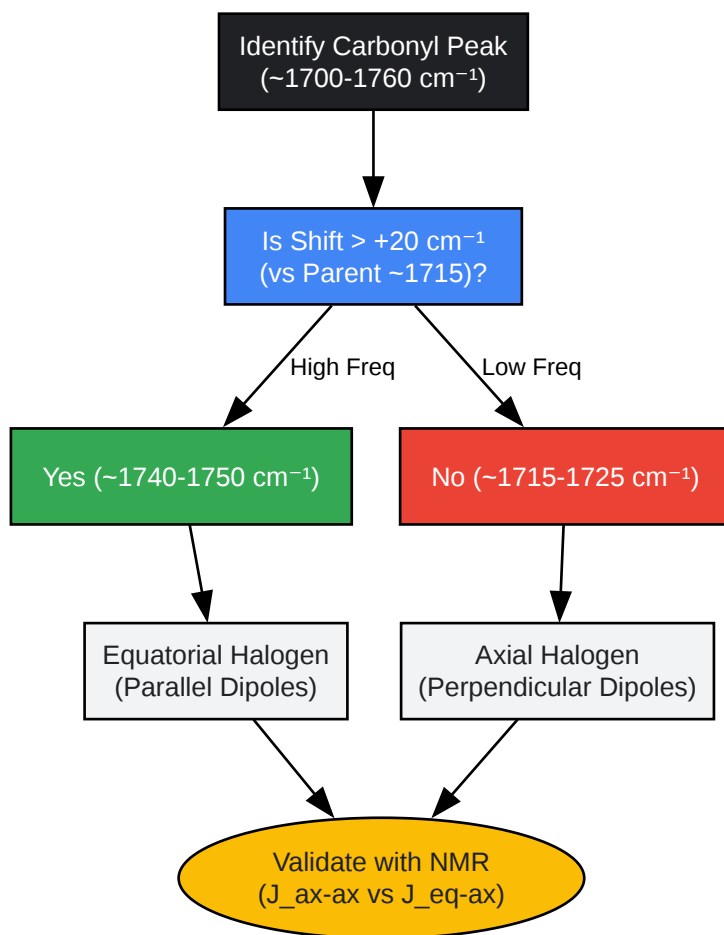 Identify Carbonyl Peak
(~1700-1760 cm⁻¹)
Is Shift > +20 cm⁻¹
(vs Parent ~1715)?
High Freq
Low Freq
Yes (~1740-1750 cm⁻¹)
No (~1715-1725 cm⁻¹)
Equatorial Halogen
(Parallel Dipoles)
Axial Halogen
(Perpendicular Dipoles)
Validate with NMR
(J_ax-ax vs J_eq-ax)